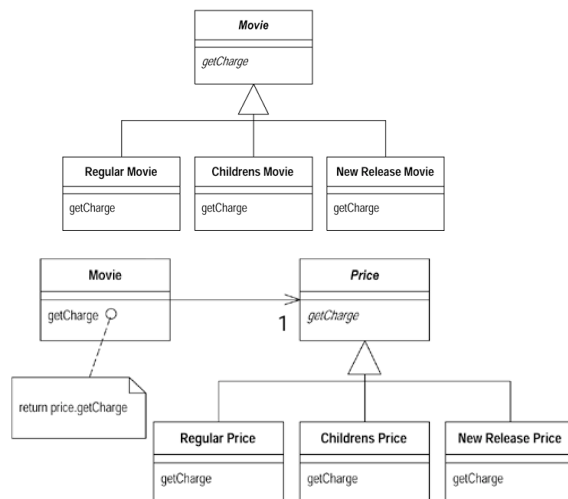 Movie
getCharge
Regular Movie
Childrens Movie
New Release Movie
getCharge
getCharge
getCharge
Movie
Price
getCharge
1
getCharge
return price.getCharge
Regular Price
Childrens Price
New Release Price
getCharge
getCharge
getCharge